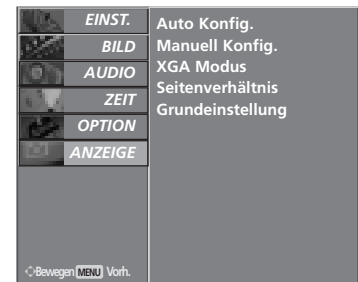 EINST.
BILD
AUDIO
ZEIT
OPTION
ANZEIGE
Auto Konfig.
Manuell Konfig.
XGA Modus
Seitenverhältnis
Grundeinstellung
Bewegen MENU Vorh.